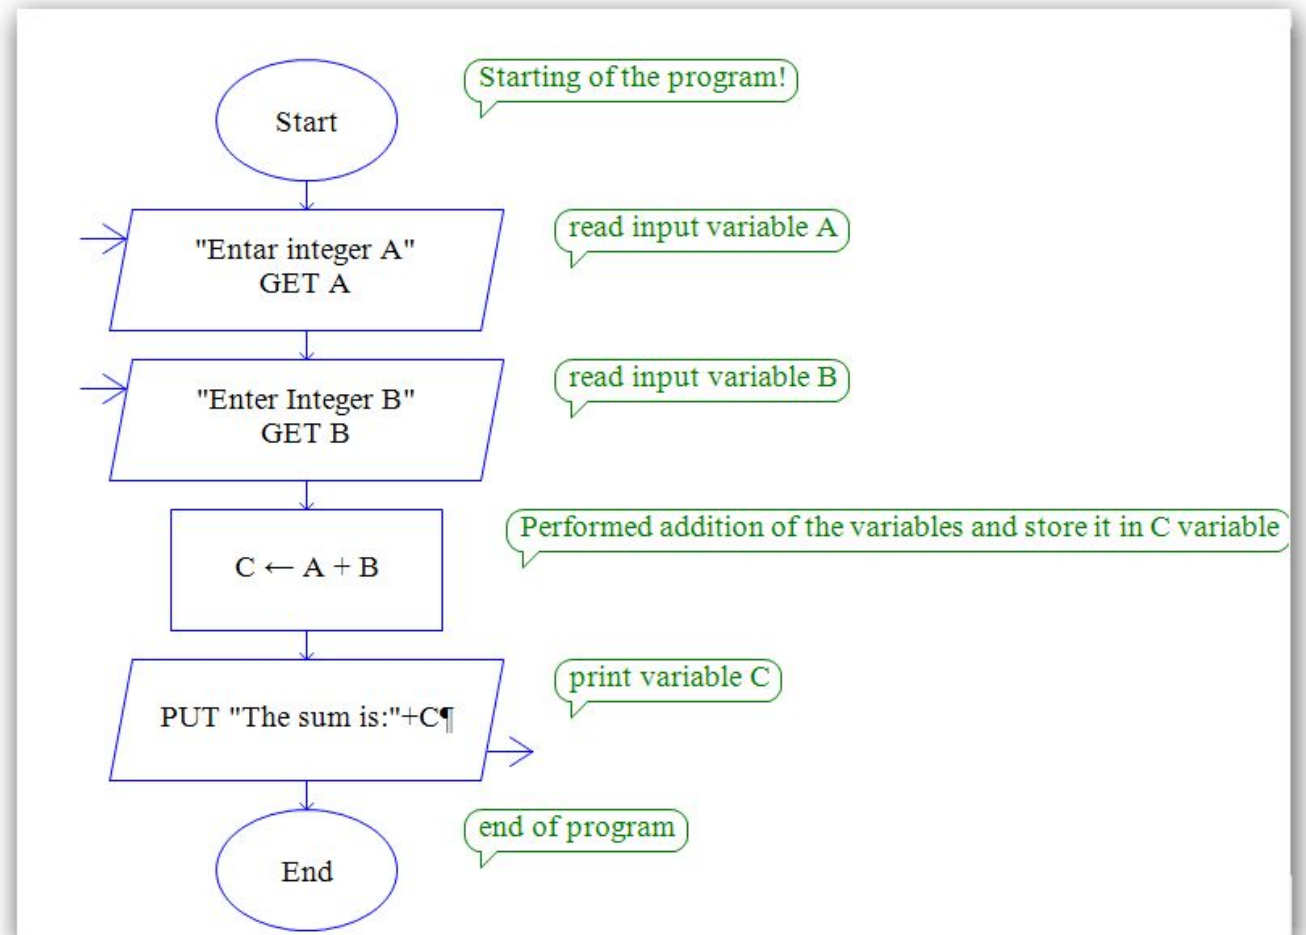 Start
Starting of the program!
"Entar integer A"
GET A
read input variable A
"Enter Integer B"
GET B
read input variable B
C ← A + B
Performed addition of the variables and store it in C variable
PUT "The sum is:"+C¶
print variable C
End
end of program